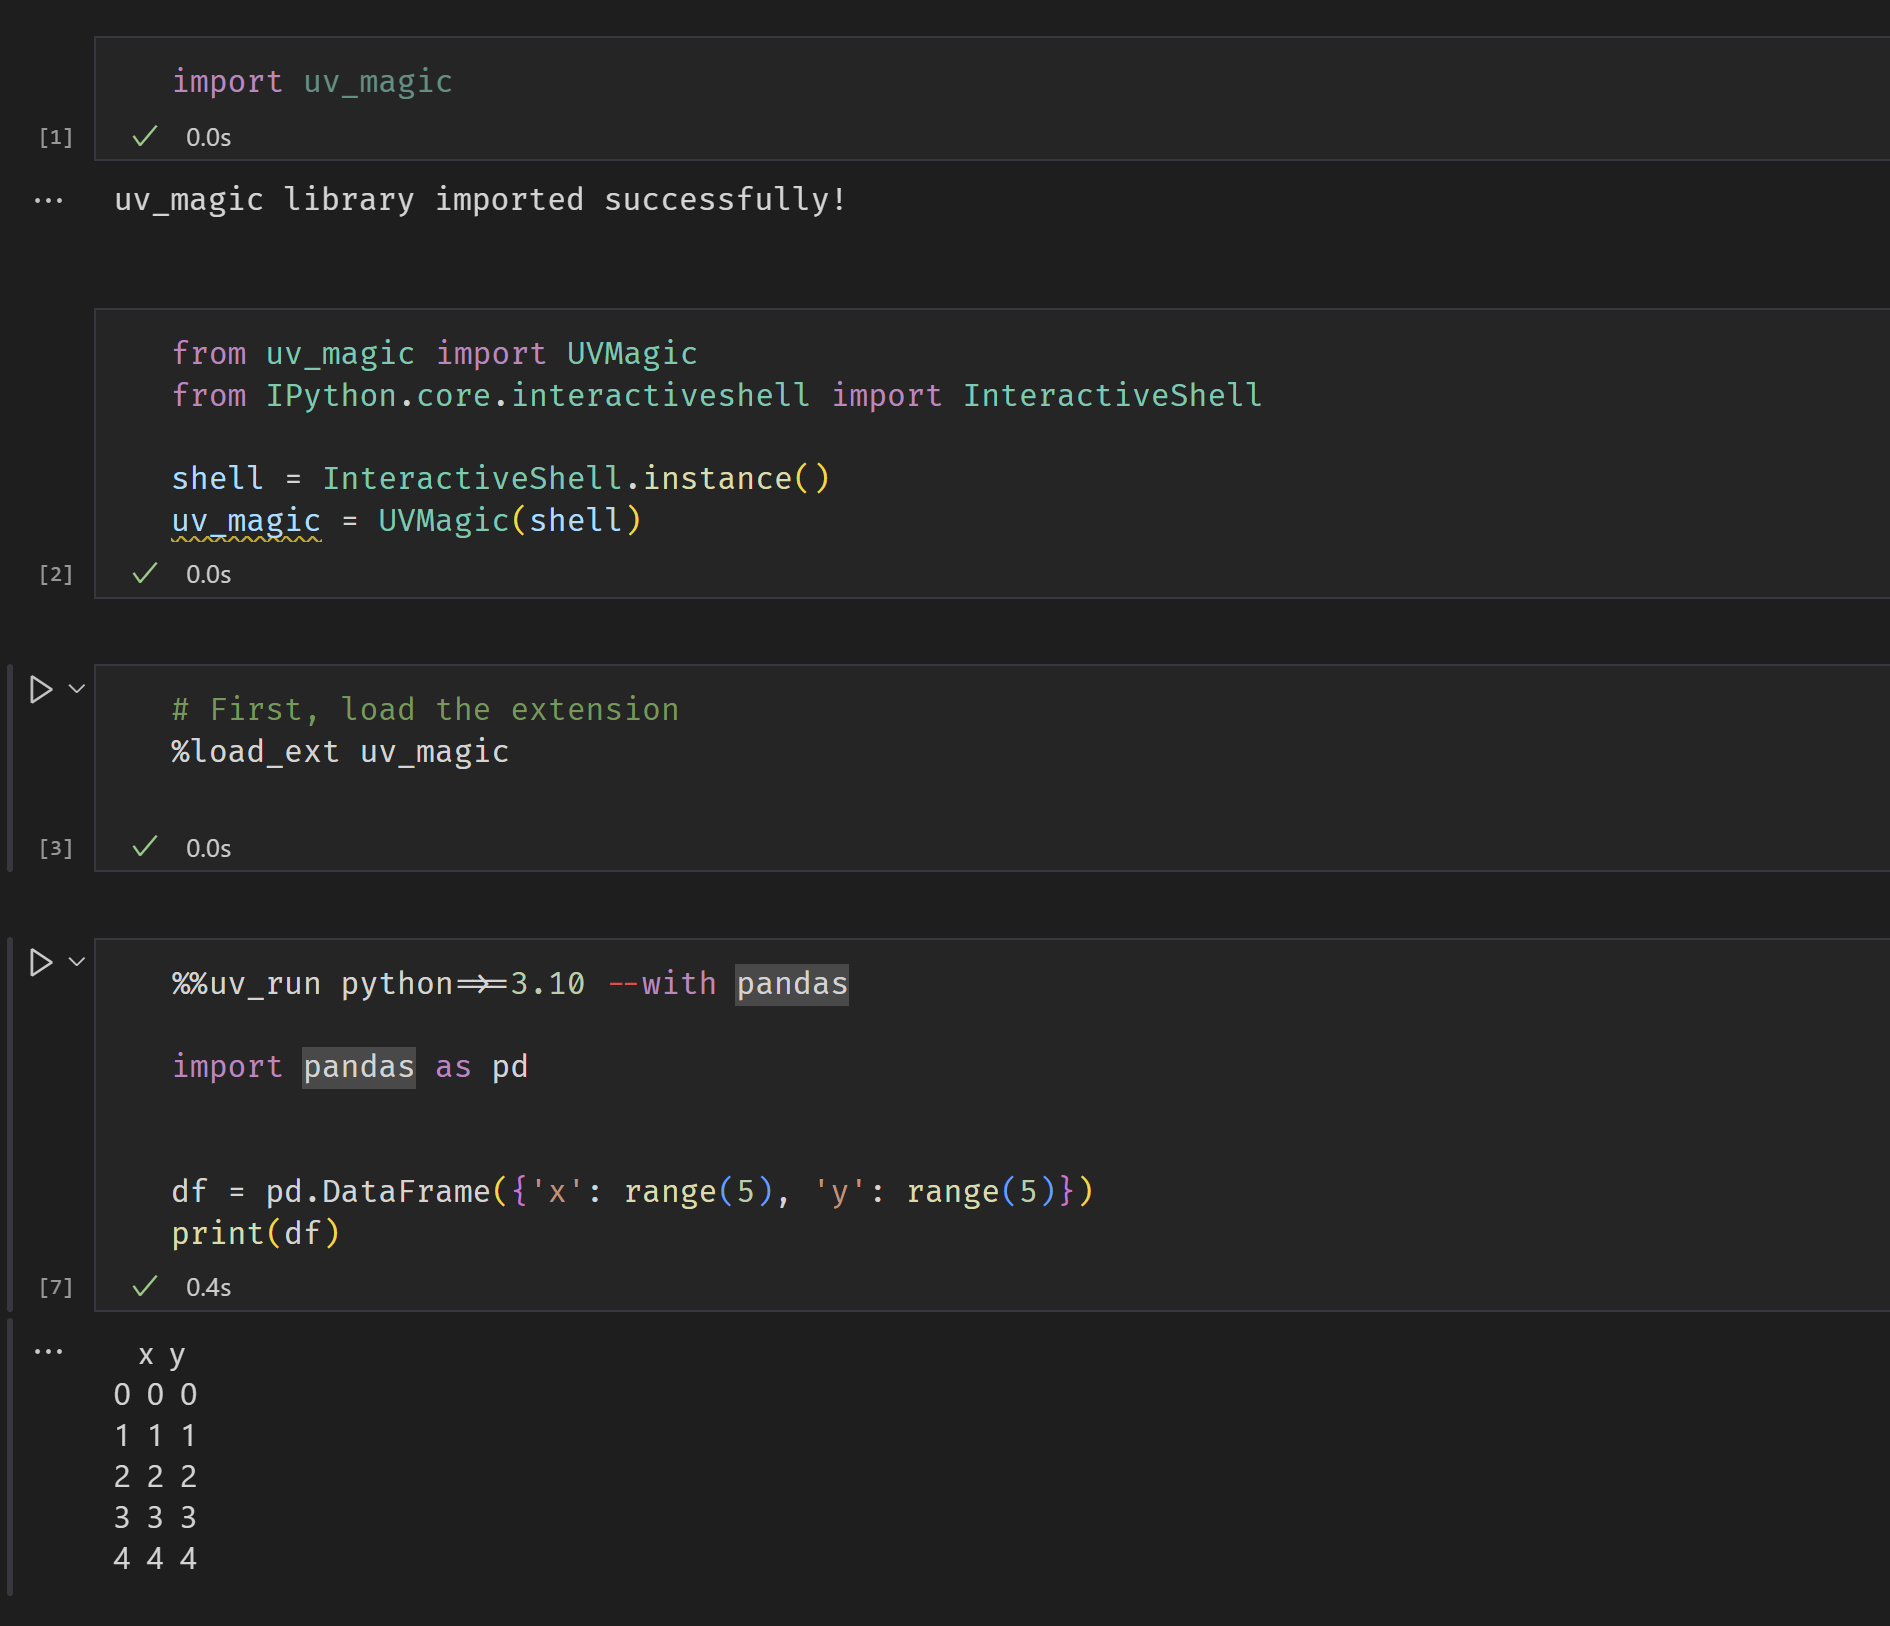 import uv_magic
[1] ✓ 0.0s
... uv_magic library imported successfully!
from uv_magic import UVMagic
from IPython.core.interactiveshell import InteractiveShell
shell = InteractiveShell.instance()
uv_magic = UVMagic(shell)
[2] ✓ 0.0s
# First, load the extension
%load_ext uv_magic
[3] ✓ 0.0s
%%uv_run python=>=3.10 --with pandas
import pandas as pd
df = pd.DataFrame({'x': range(5), 'y': range(5)})
print(df)
[7] ✓ 0.4s
... x y
0 0 0
1 1 1
2 2 2
3 3 3
4 4 4